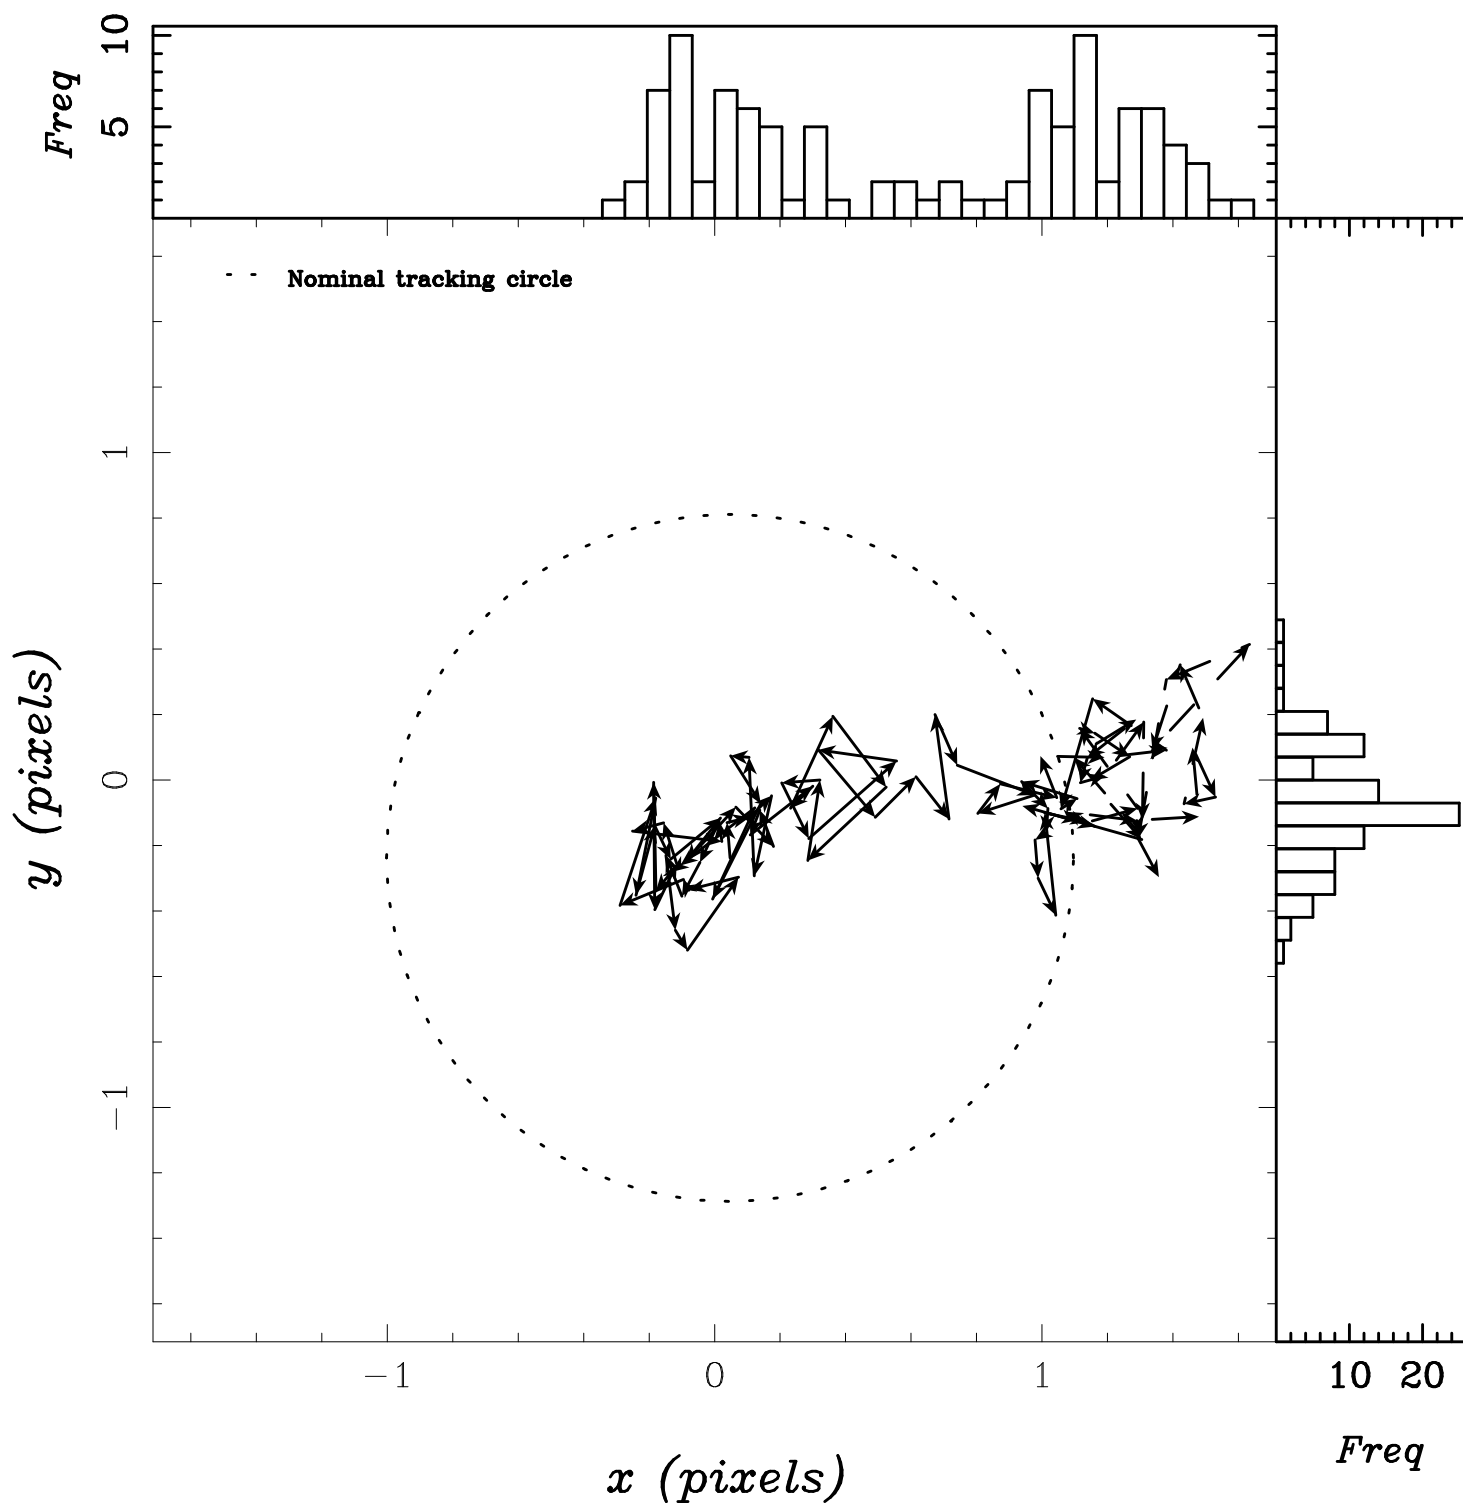 Freq
10
5
Nominal tracking circle
y (pixels)
1
0
−1
−1 0 1
10 20
x (pixels)
Freq